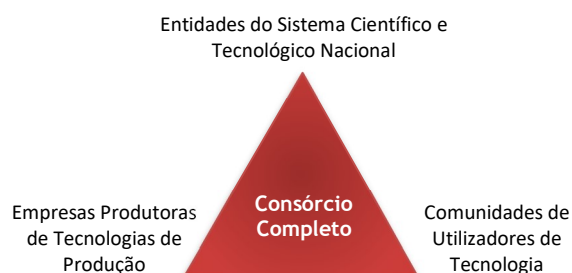 Entidades do Sistema Científico e
Tecnológico Nacional
Consórcio
Completo
Empresas Produtoras
de Tecnologias de
Produção
Comunidades de
Utilizadores de
Tecnologia